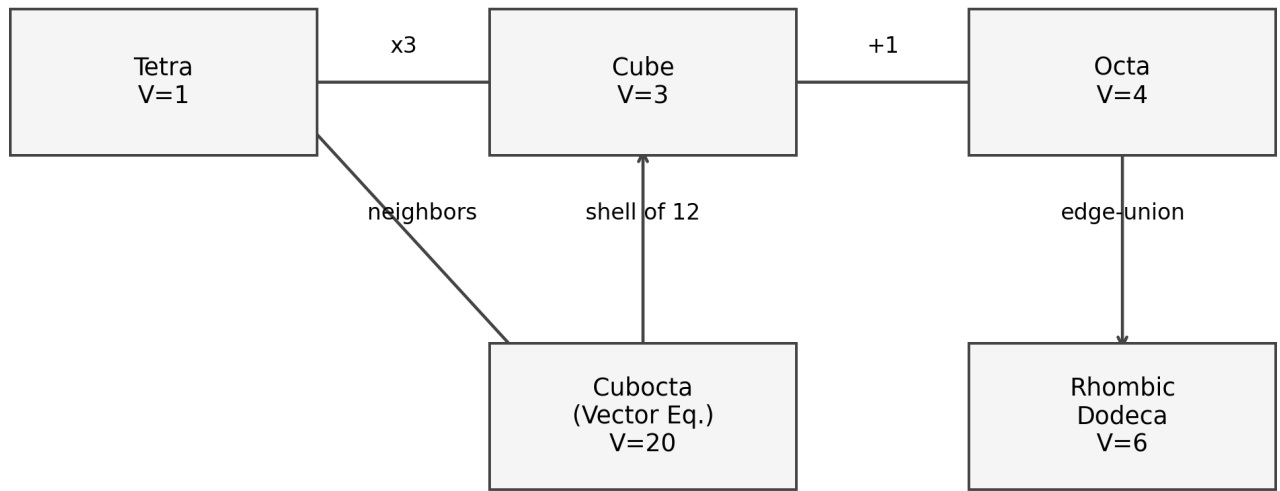 Tetra
V=1
x3
Cube
V=3
+1
Octa
V=4
neighbors
shell of 12
edge-union
Cubocta
(Vector Eq.)
V=20
Rhombic
Dodeca
V=6